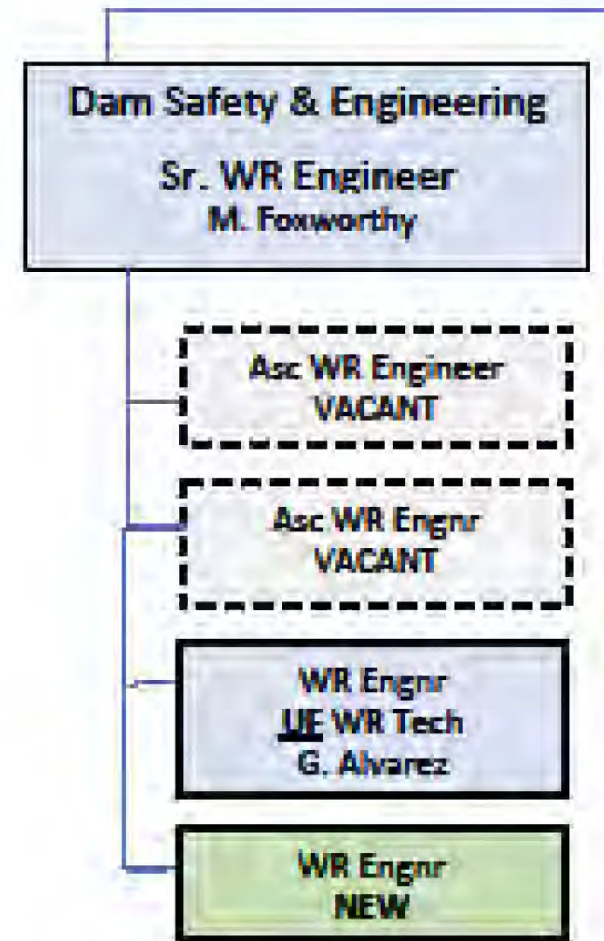 Dam Safety & Engineering
Sr. WR Engineer
M. Foxworthy
Asc WR Engineer
VACANT
Asc WR Engnr
VACANT
WR Engnr
UF WR Tech
G. Alvarez
WR Engnr
NEW